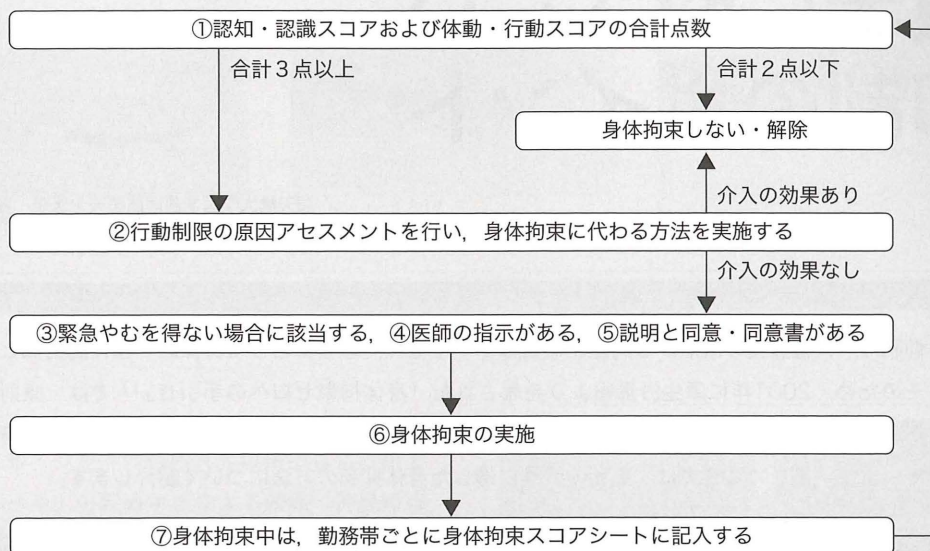 ①認知・認識スコアおよび体動・行動スコアの合計点数
合計3点以上
合計2点以下
身体拘束しない・解除
介入の効果あり
②行動制限の原因アセスメントを行い，身体拘束に代わる方法を実施する
介入の効果なし
③緊急やむを得ない場合に該当する，④医師の指示がある，⑤説明と同意・同意書がある
⑥身体拘束の実施
⑦身体拘束中は，勤務帯ごとに身体拘束スコアシートに記入する